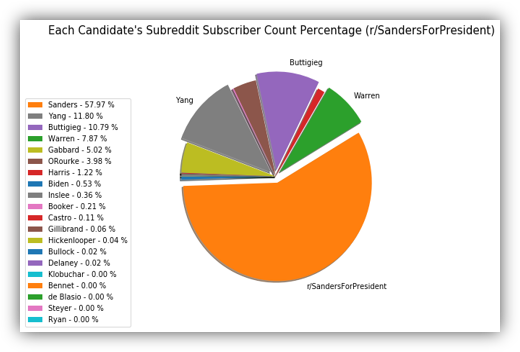 Each Candidate's Subreddit Subscriber Count Percentage (r/SandersForPresident)
Buttigieg
Warren
Yang
Sanders - 57.97 %
Yang - 11.80 %
Buttigieg - 10.79 %
Warren - 7.87 %
Gabbard - 5.02 %
ORourke - 3.98 %
Harris - 1.22 %
Biden - 0.53 %
Inslee - 0.36 %
Booker - 0.21 %
Castro - 0.11 %
Gillibrand - 0.06 %
Hickenlooper - 0.04 %
Bullock - 0.02 %
Delaney - 0.02 %
Klobuchar - 0.00 %
Bennet - 0.00 %
de Blasio - 0.00 %
Steyer - 0.00 %
Ryan - 0.00 %
r/SandersForPresident